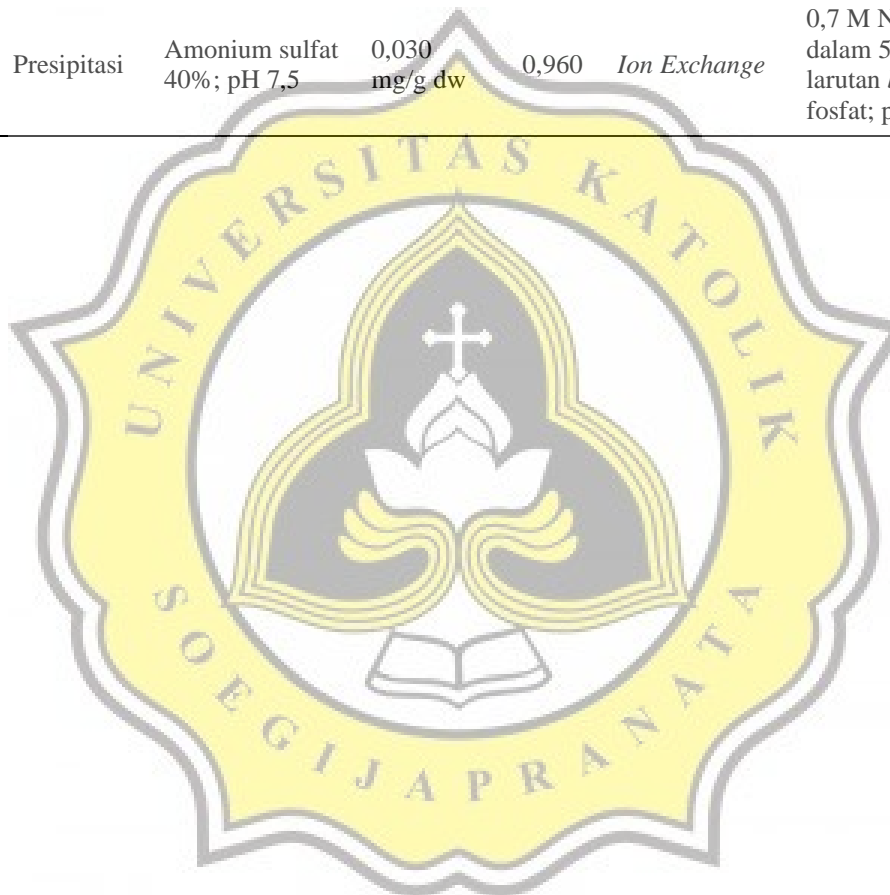 Presipitasi
Amonium sulfat
40%; pH 7,5
0,030
mg/g dw
0,960
Ion Exchange
0,7 M
dalam
larutan
fosfat;
UNIVERSITAS KATOLIK
SOEGIJAPRANATA